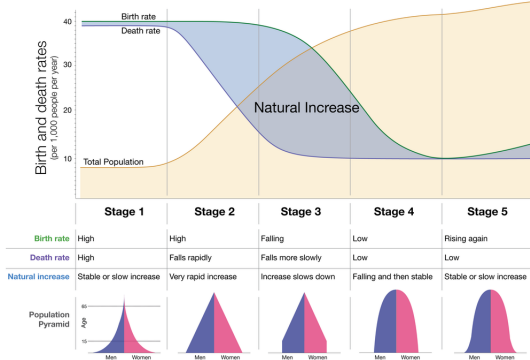 Birth and death rates
(per 1,000 people per year)
40
30
20
10
Birth rate
Death rate
Natural Increase
Total Population
Stage 1 Stage 2 Stage 3 Stage 4 Stage 5
Birth rate High High Falling Low Rising again
Death rate High Falls rapidly Falls more slowly Low Low
Natural increase Stable or slow increase Very rapid increase Increase slows down Falling and then stable Stable or slow increase
Population
Pyramid
65
Age
15
Men Women Men Women Men Women Men Women Men Women